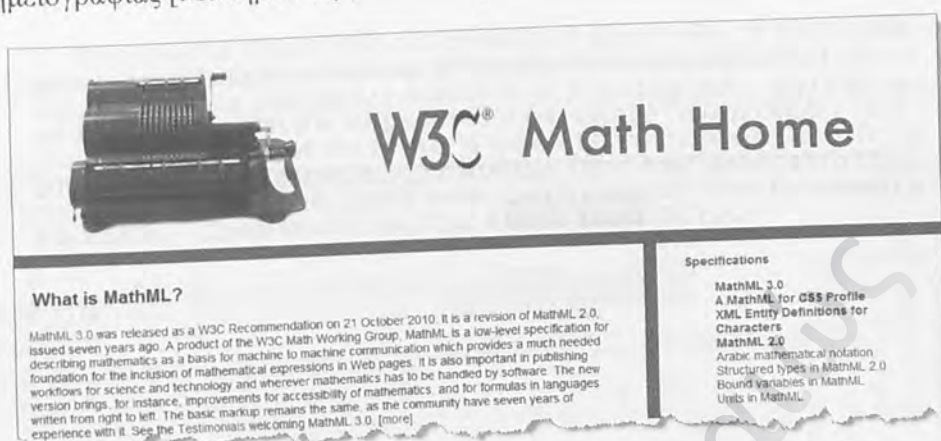 W3C® Math Home
What is MathML?
MathML 3.0 was released as a W3C Recommendation on 21 October 2010. It is a revision of MathML 2.0,
issued seven years ago. A product of the W3C Math Working Group, MathML is a low-level specification for
describing mathematics as a basis for machine to machine communication which provides a much needed
foundation for the inclusion of mathematical expressions in Web pages. It is also important in publishing
workflows for science and technology and wherever mathematics has to be handled by software. The new
version brings, for instance, improvements for accessibility of mathematics, and for formulas in languages
written from right to left. The basic markup remains the same, as the community have seven years of
experience with it. See the Testimonials welcoming MathML 3.0. [more]
Specifications
MathML 3.0
A MathML for CSS Profile
XML Entity Definitions for
Characters
MathML 2.0
Arabic mathematical notation
Structured types in MathML 2.0
Bound variables in MathML
Units in MathML